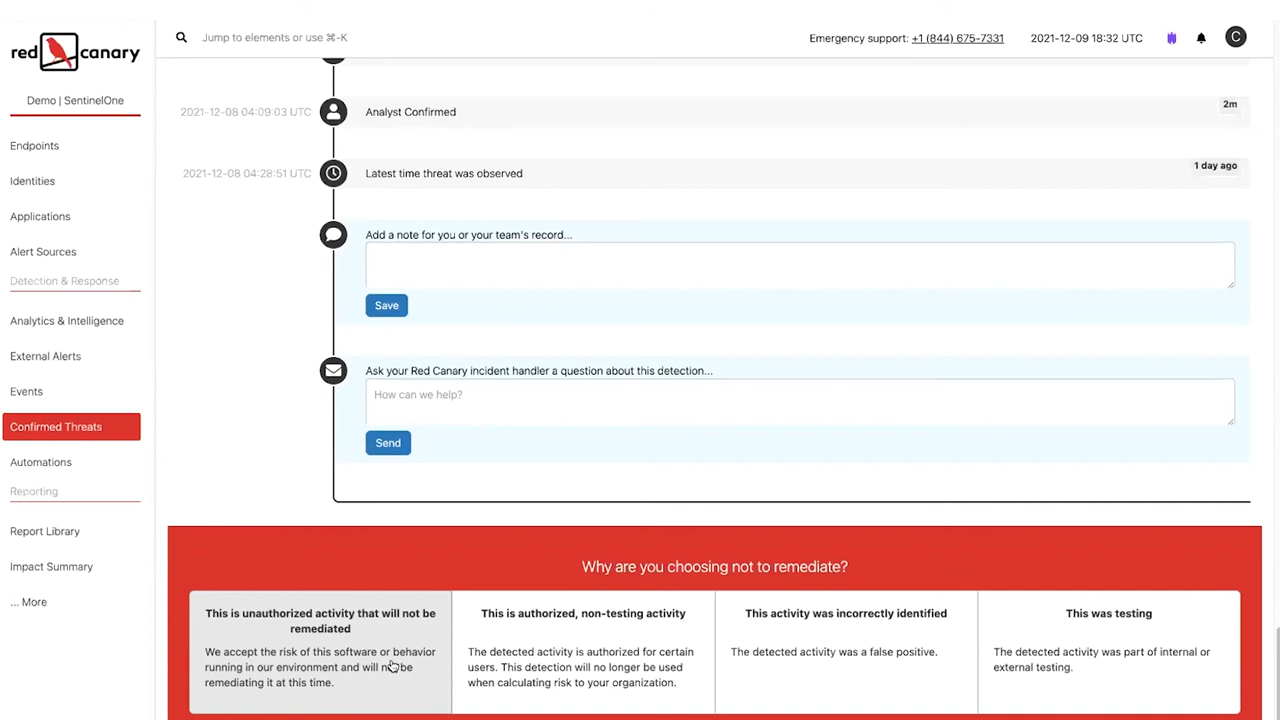 red canary
Jump to elements or use ⌘-K
Emergency support: +1 (844) 675-7331
2021-12-09 18:32 UTC
C
Demo | SentinelOne
Endpoints
Identities
Applications
Alert Sources
Detection & Response
Analytics & Intelligence
External Alerts
Events
Confirmed Threats
Automations
Reporting
Report Library
Impact Summary
... More
2021-12-08 04:09:03 UTC
Analyst Confirmed
2m
2021-12-08 04:28:51 UTC
Latest time threat was observed
1 day ago
Add a note for you or your team's record...
Save
Ask your Red Canary incident handler a question about this detection...
How can we help?
Send
Why are you choosing not to remediate?
This is unauthorized activity that will not be
remediated
We accept the risk of this software or behavior
running in our environment and will not be
remediating it at this time.
This is authorized, non-testing activity
The detected activity is authorized for certain
users. This detection will no longer be used
when calculating risk to your organization.
This activity was incorrectly identified
The detected activity was a false positive.
This was testing
The detected activity was part of internal or
external testing.